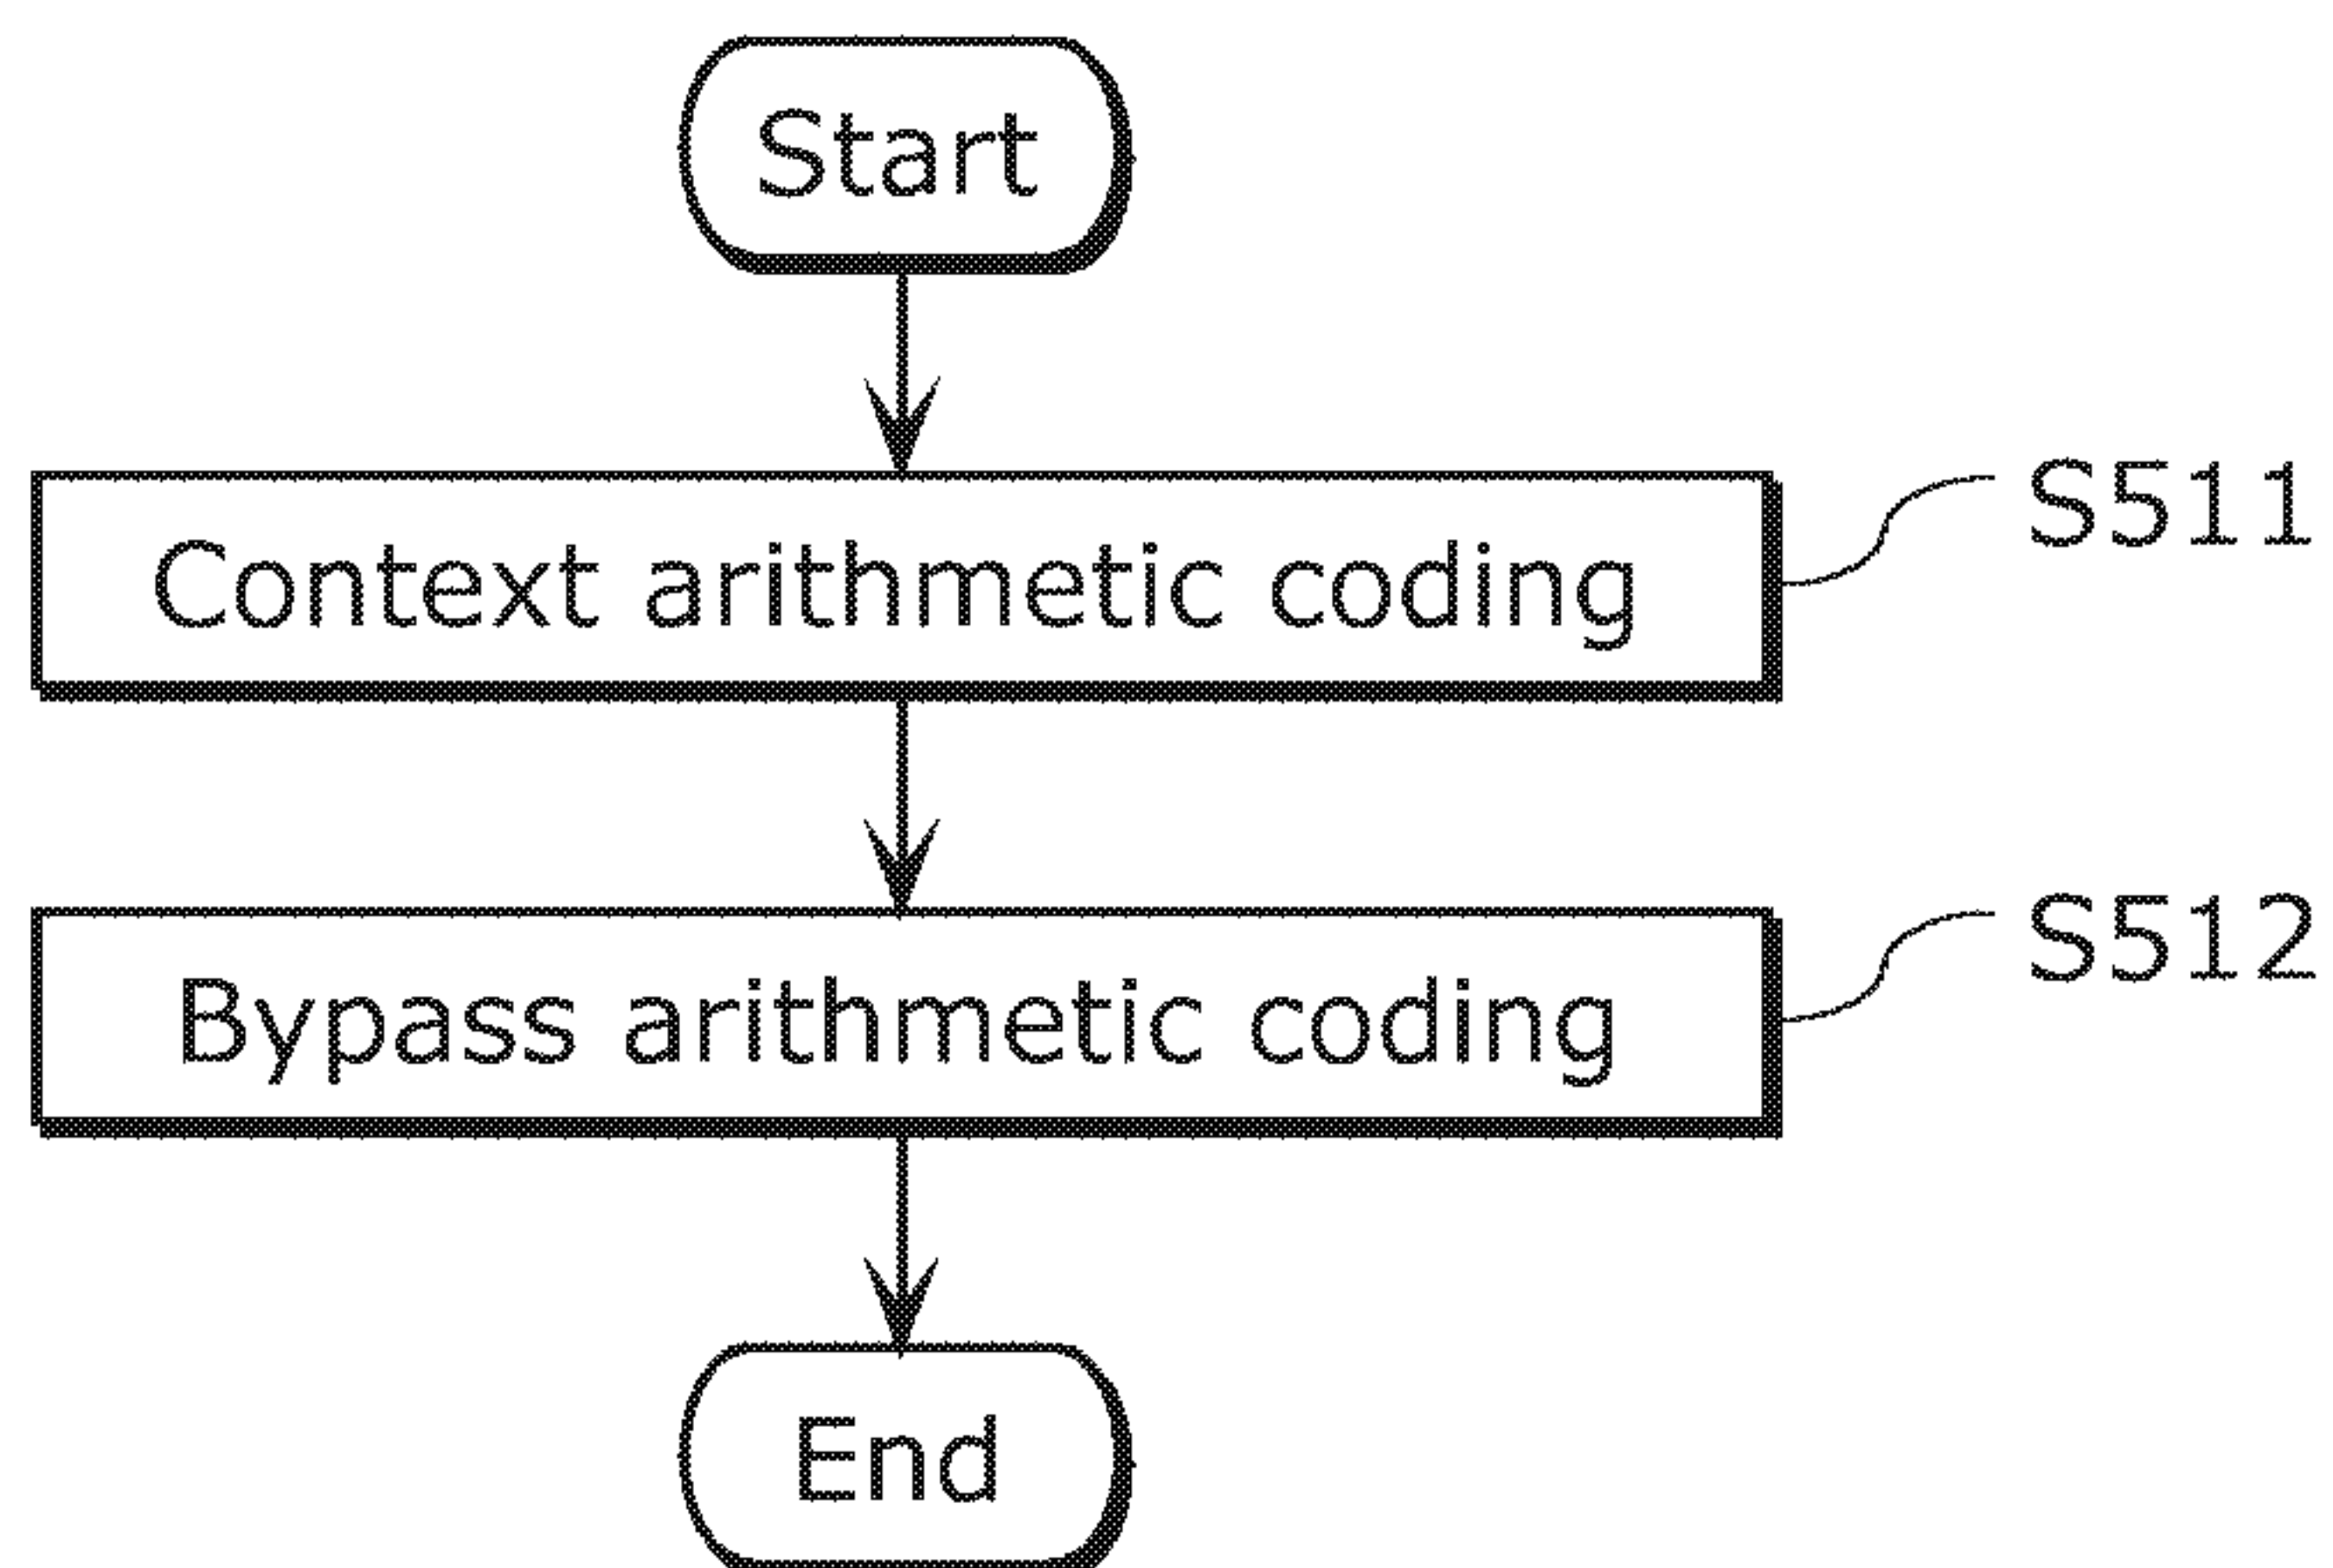 Start
Context arithmetic coding
S511
Bypass arithmetic coding
S512
End